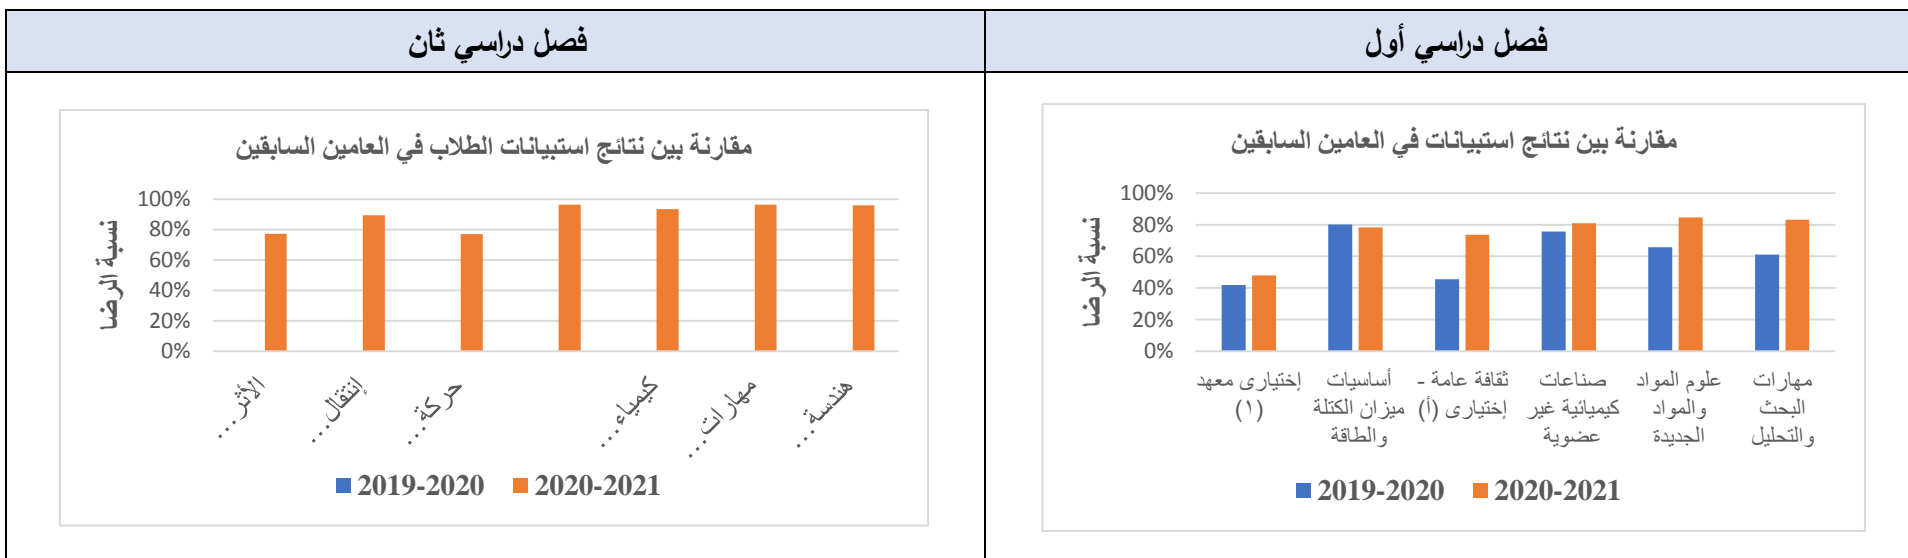 فصل دراسي أول
فصل دراسي ثان
مقارنة بين نتائج استبيانات في العامين السابقين
نسبة الرضا
100%
80%
60%
40%
20%
0%
إختيارى معهد
(١)
أساسيات
ميزان الكتلة
والطاقة
ثقافة عامة -
إختيارى (أ)
صناعات
كيميائية غير
عضوية
علوم المواد
والمواد
الجديدة
مهارات
البحث
والتحليل
2019-2020
2020-2021
مقارنة بين نتائج استبيانات الطلاب في العامين السابقين
نسبة الرضا
100%
80%
60%
40%
20%
0%
الأثر...
إنتقال...
حركة...
كيمياء...
مهارات...
هندسة...
2019-2020
2020-2021